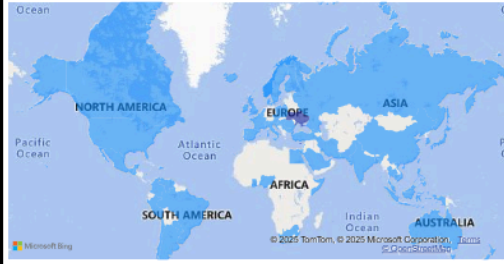 Ocean
Ocean
NORTH AMERICA
EUROPE
ASIA
Pacific
Ocean
Atlantic
Ocean
AFRICA
SOUTH AMERICA
Indian
Ocean
AUSTRALIA
Microsoft Bing
© 2025 TomTom, © 2025 Microsoft Corporation, Terms
© OpenStreetMap